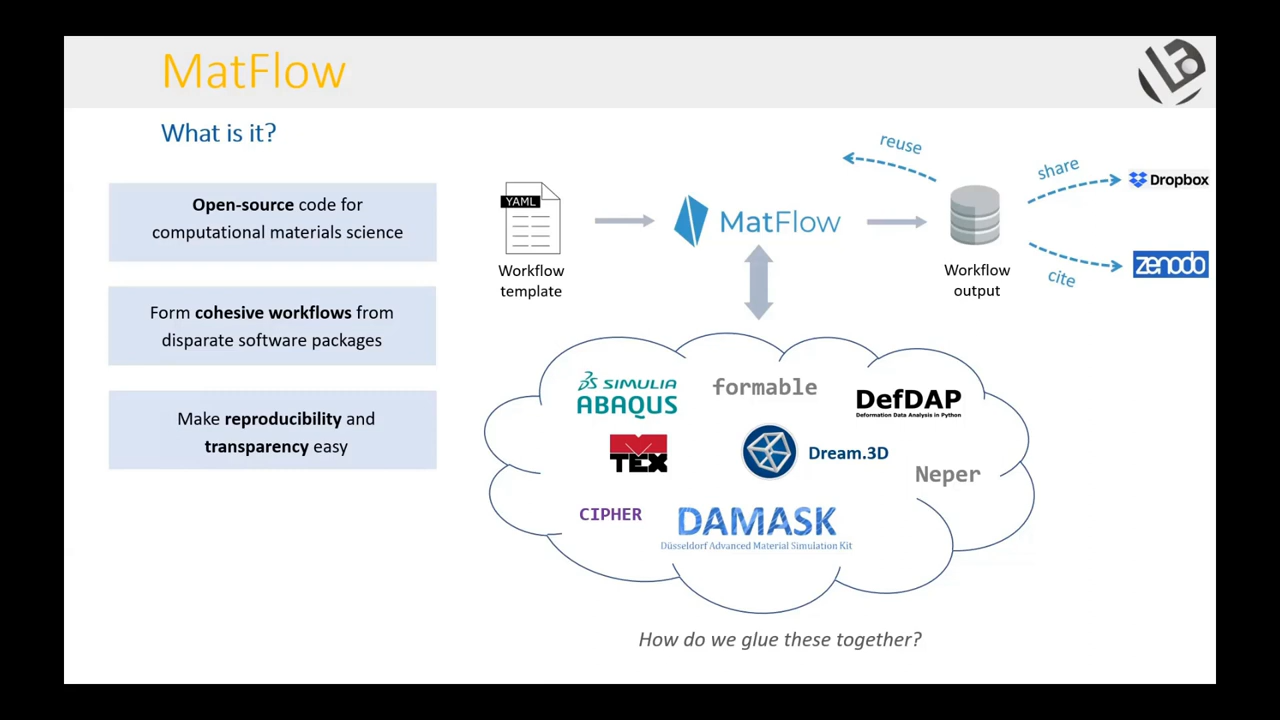 MatFlow
What is it?
Open-source code for
computational materials science
Form cohesive workflows from
disparate software packages
Make reproducibility and
transparency easy
YAML
Workflow
template
MatFlow
reuse
Workflow
output
share
Dropbox
cite
zenodo
SIMULIA
ABAQUS
formable
DefDAP
Deformation Data Analysis in Python
MTEX
Dream.3D
Neper
CIPHER
DAMASK
Düsseldorf Advanced Material Simulation Kit
How do we glue these together?